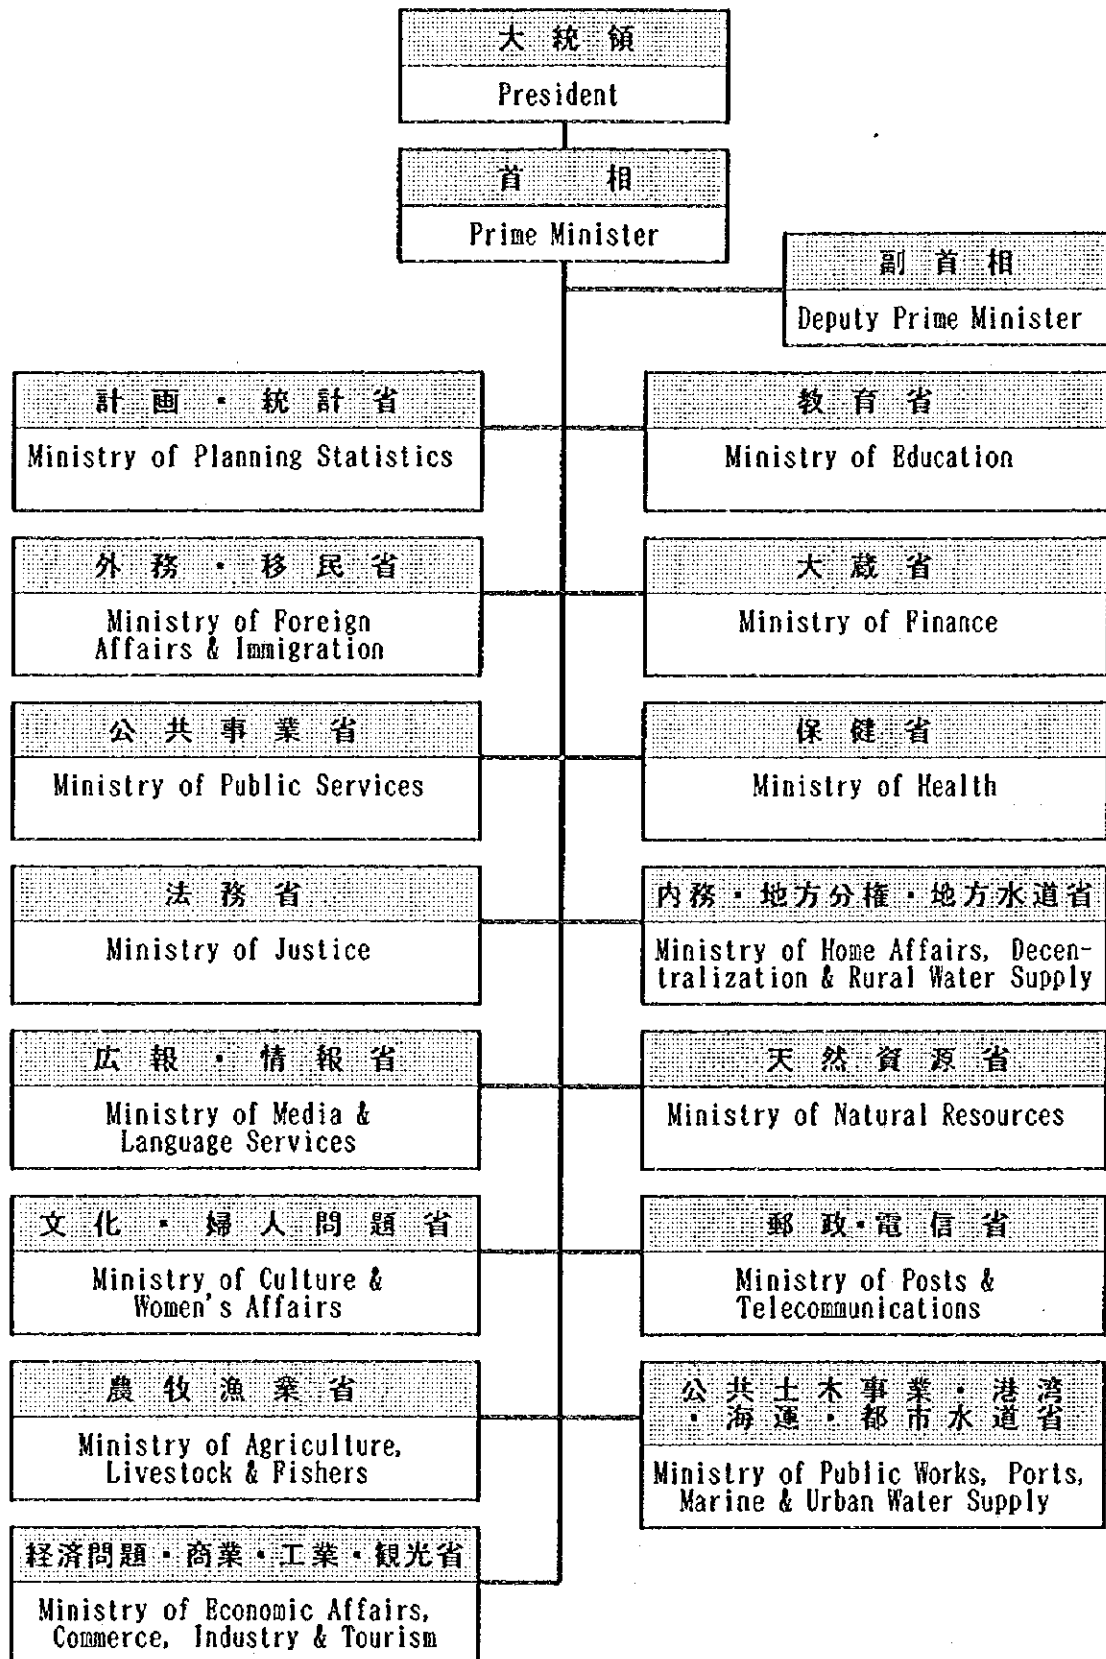 大統領
President
首相
Prime Minister
副首相
Deputy Prime Minister
計画・統計省
Ministry of Planning Statistics
教育省
Ministry of Education
外務・移民省
Ministry of Foreign
Affairs & Immigration
大蔵省
Ministry of Finance
公共事業省
Ministry of Public Services
保健省
Ministry of Health
法務省
Ministry of Justice
内務・地方分権・地方水道省
Ministry of Home Affairs, Decen-
tralization & Rural Water Supply
広報・情報省
Ministry of Media &
Language Services
天然資源省
Ministry of Natural Resources
文化・婦人問題省
Ministry of Culture &
Women's Affairs
郵政・電信省
Ministry of Posts &
Telecommunications
農牧漁業省
Ministry of Agriculture,
Livestock & Fishers
公共土木事業・港湾
・海運・都市水道省
Ministry of Public Works, Ports,
Marine & Urban Water Supply
経済問題・商業・工業・観光省
Ministry of Economic Affairs,
Commerce, Industry & Tourism